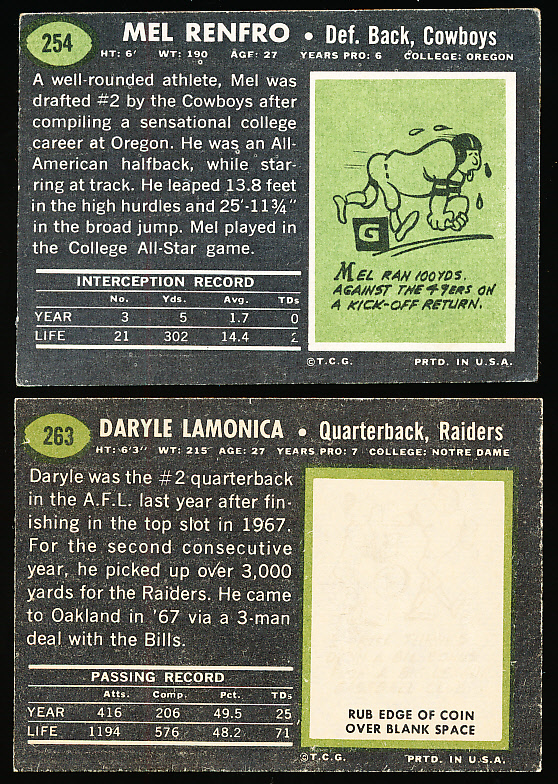 254
MEL RENFRO • Def. Back, Cowboys
HT: 6' WT: 190 AGE: 27 YEARS PRO: 6 COLLEGE: OREGON
A well-rounded athlete, Mel was
drafted #2 by the Cowboys after
compiling a sensational college
career at Oregon. He was an All-
American halfback, while star-
ring at track. He leaped 13.8 feet
in the high hurdles and 25'-11¾"
in the broad jump. Mel played in
the College All-Star game.
INTERCEPTION RECORD
No. Yds. Avg. TDs
YEAR 3 5 1.7 0
LIFE 21 302 14.4 2
G
MEL RAN 100 YDS.
AGAINST THE 49ERS ON
A KICK-OFF RETURN.
©T.C.G. PRTD. IN U.S.A.
263
DARYLE LAMONICA • Quarterback, Raiders
HT: 6'3" WT: 215 AGE: 27 YEARS PRO: 7 COLLEGE: NOTRE DAME
Daryle was the #2 quarterback
in the A.F.L. last year after fin-
ishing in the top slot in 1967.
For the second consecutive
year, he picked up over 3,000
yards for the Raiders. He came
to Oakland in '67 via a 3-man
deal with the Bills.
PASSING RECORD
Atts. Comp. Pct. TDs
YEAR 416 206 49.5 25
LIFE 1194 576 48.2 71
RUB EDGE OF COIN
OVER BLANK SPACE
©T.C.G. PRTD. IN U.S.A.